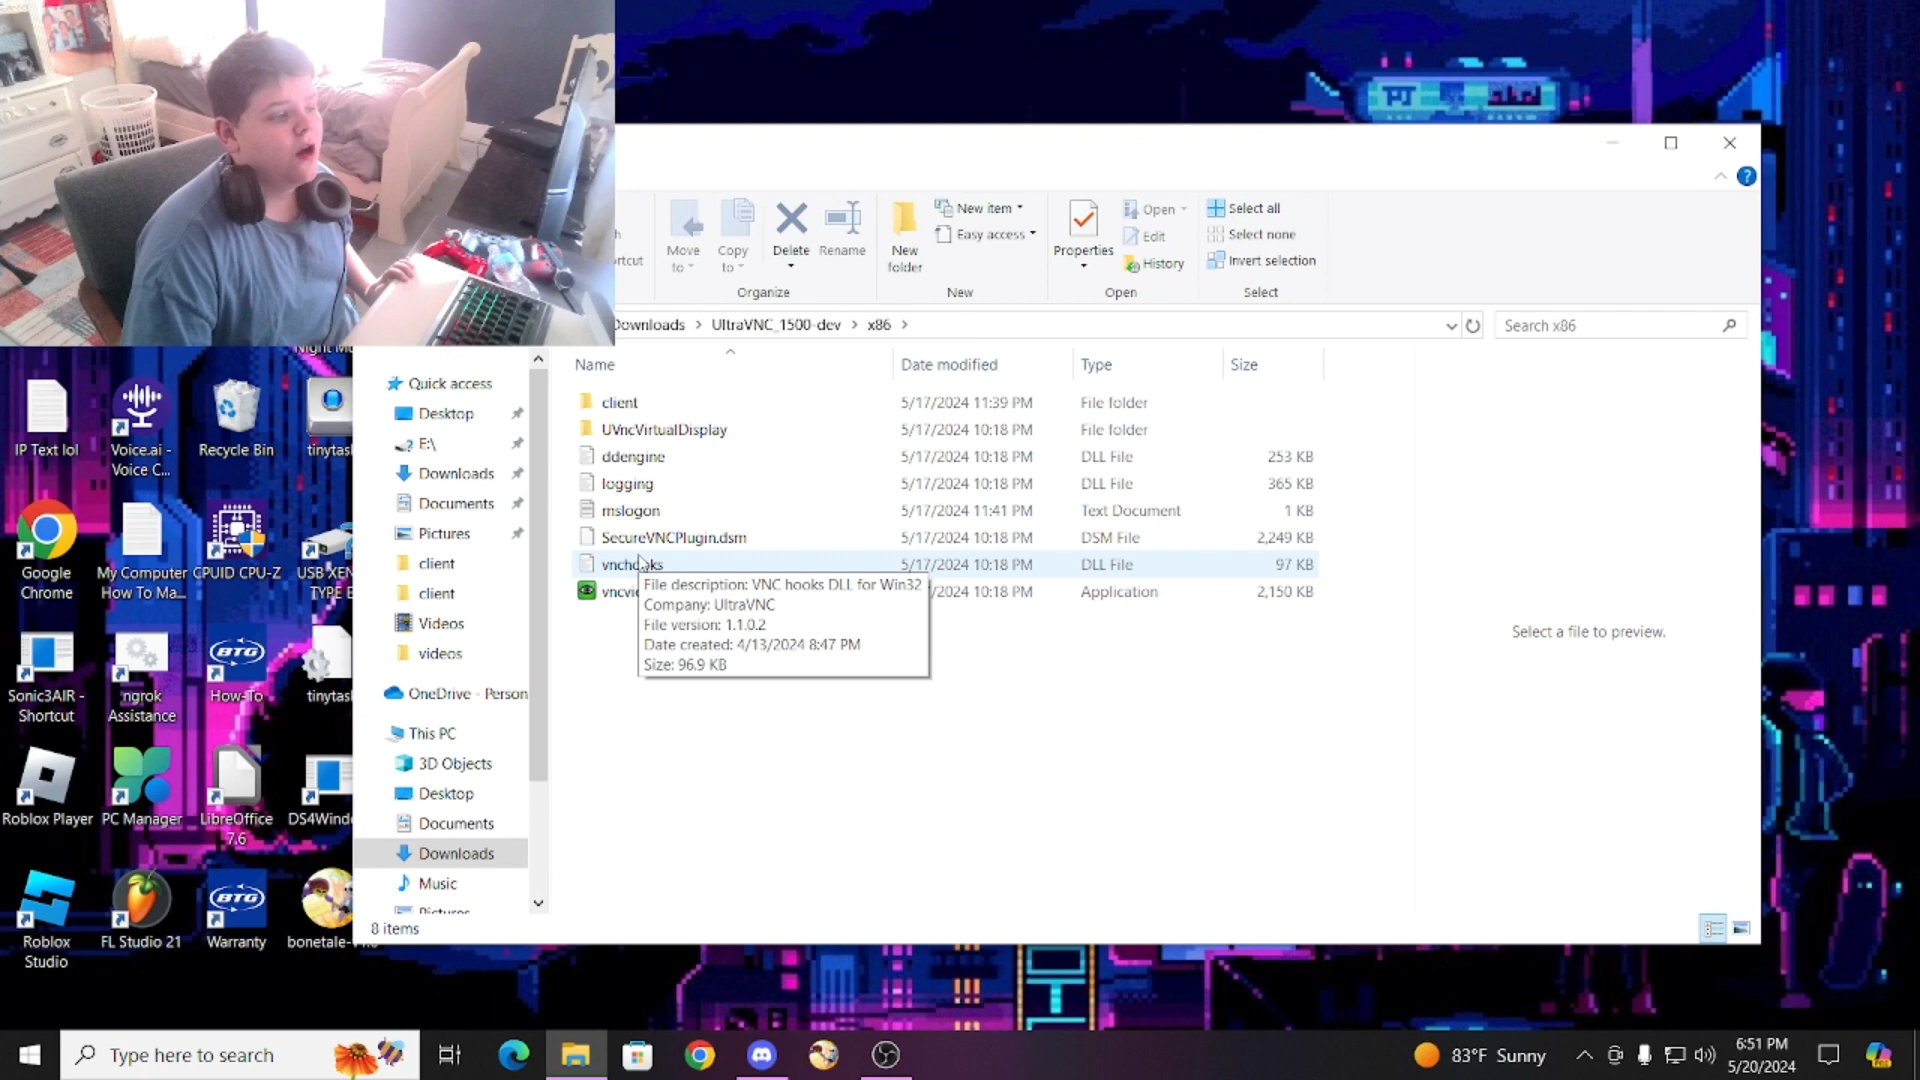 Move to
Copy to
Delete
Rename
New folder
New item
Easy access
Properties
Open
Edit
History
Select all
Select none
Invert selection
Organize
New
Open
Select
Downloads > UltraVNC_1500-dev > x86 >
Search x86
Name
Date modified
Type
Size
client 5/17/2024 11:39 PM File folder
UVncVirtualDisplay 5/17/2024 10:18 PM File folder
ddengine 5/17/2024 10:18 PM DLL File 253 KB
logging 5/17/2024 10:18 PM DLL File 365 KB
mslogon 5/17/2024 11:41 PM Text Document 1 KB
SecureVNCPlugin.dsm 5/17/2024 10:18 PM DSM File 2,249 KB
vnchooks 5/17/2024 10:18 PM DLL File 97 KB
/2024 10:18 PM Application 2,150 KB
File description: VNC hooks DLL for Win32
Company: UltraVNC
File version: 1.1.0.2
Date created: 4/13/2024 8:47 PM
Size: 96.9 KB
Select a file to preview.
Quick access
Desktop
E:\
Downloads
Documents
Pictures
client
client
Videos
videos
OneDrive - Person
This PC
3D Objects
Desktop
Documents
Downloads
Music
Pictures
8 items
IP Text lol
Voice.ai - Voice C...
Recycle Bin
tinytas
Google Chrome
My Computer How To Ma...
CPUID CPU-Z
USB XEN TYPE
Sonic3AIR - Shortcut
ngrok Assistance
BTG
How-To
tinytas
Roblox Player
PC Manager
LibreOffice 7.6
DS4Wind
Roblox Studio
FL Studio 21
BTG
Warranty
bonetale-
Type here to search
83°F Sunny
6:51 PM
5/20/2024